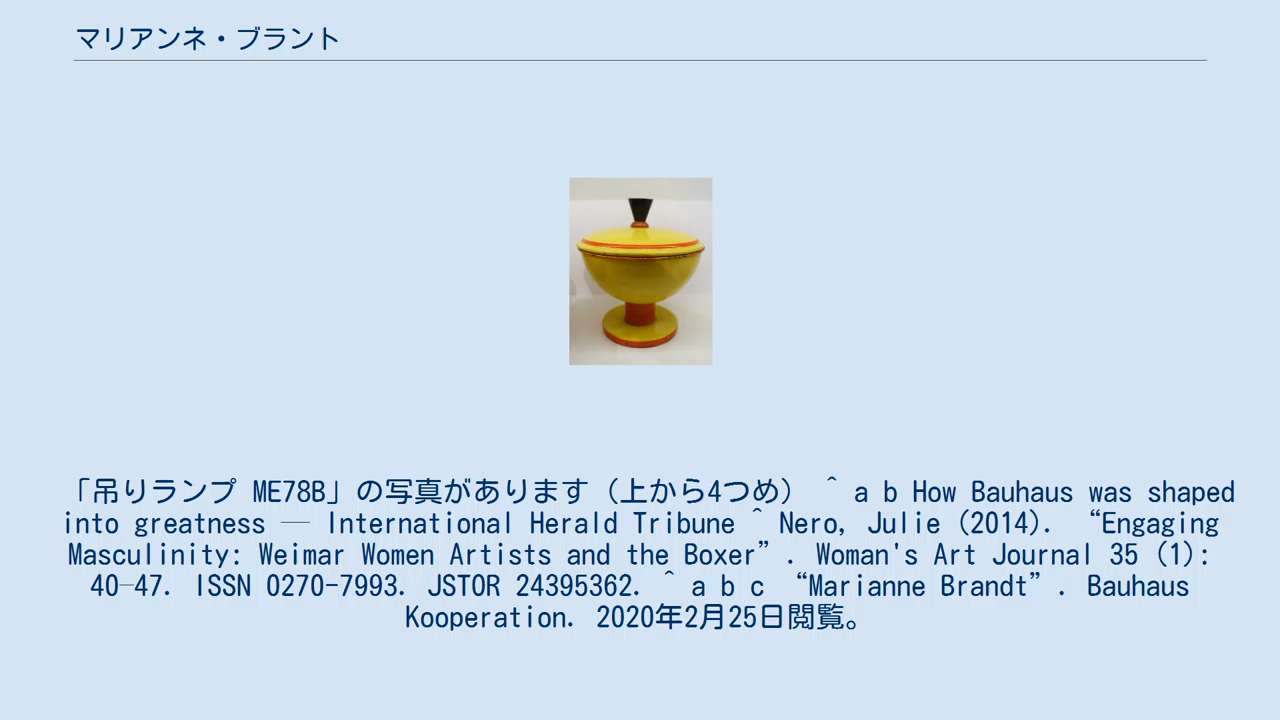 マリアンネ・ブラント
「吊りランプ ME78B」の写真があります（上から4つめ） ^ a b How Bauhaus was shaped
into greatness — International Herald Tribune ^ Nero, Julie (2014). “Engaging
Masculinity: Weimar Women Artists and the Boxer”. Woman's Art Journal 35 (1):
40–47. ISSN 0270-7993. JSTOR 24395362. ^ a b c “Marianne Brandt”. Bauhaus
Kooperation. 2020年2月25日閲覧。